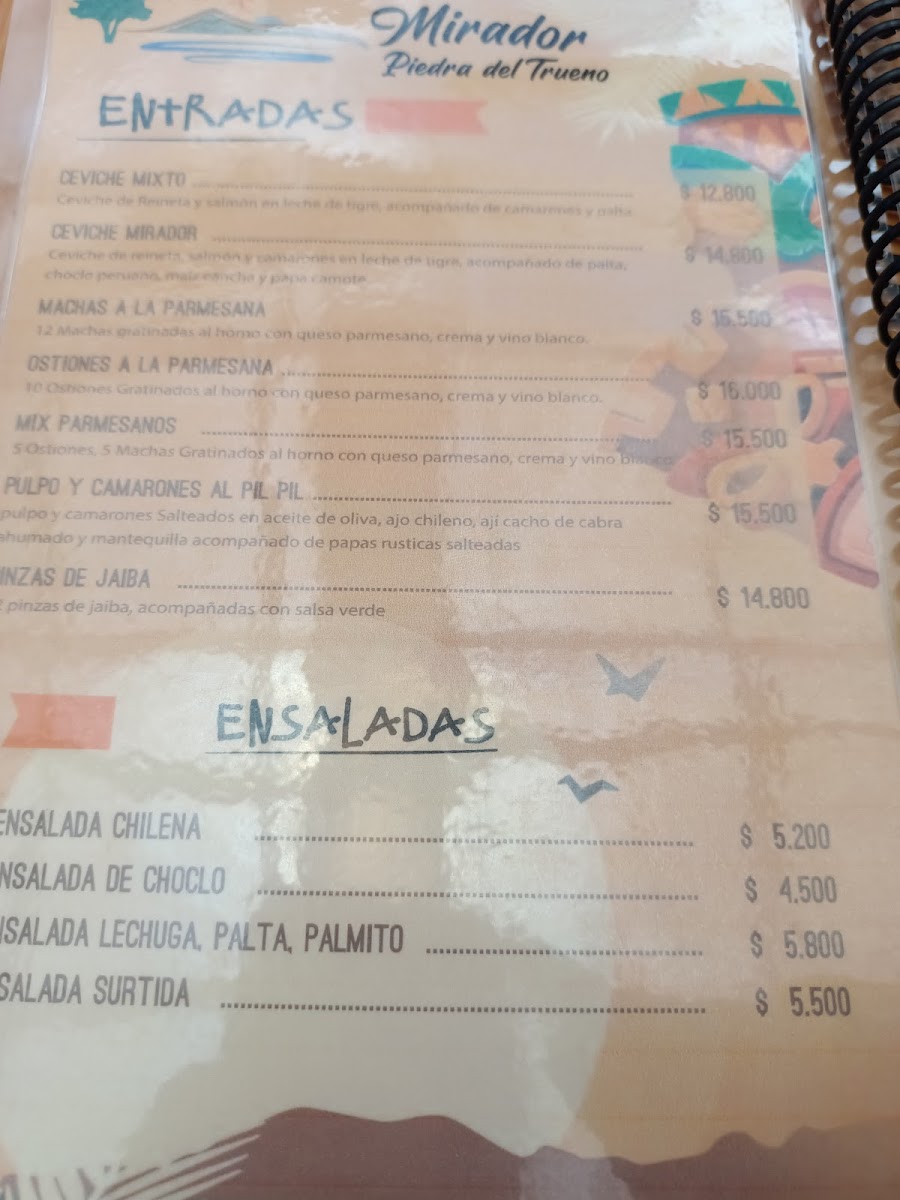 Mirador
Piedra del Trueno
ENTRADAS
CEVICHE MIXTO ........ $ 12.800
Ceviche de Reineta y salmón en leche de tigre, acompañado de camarones y palta
CEVICHE MIRADOR ........ $ 14.800
Ceviche de reineta, salmón y camarones en leche de tigre, acompañado de palta,
choclo peruano, maiz cancha y papa camote
MACHAS A LA PARMESANA $ 15.500
12 Machas gratinadas al horno con queso parmesano, crema y vino blanco.
OSTIONES A LA PARMESANA ........ $ 16.000
10 Ostiones Gratinados al horno con queso parmesano, crema y vino blanco.
MIX PARMESANOS ........ $ 15.500
5 Ostiones, 5 Machas Gratinados al horno con queso parmesano, crema y vino blanco
PULPO Y CAMARONES AL PIL PIL ........ $ 15.500
pulpo y camarones Salteados en aceite de oliva, ajo chileno, ají cacho de cabra
ahumado y mantequilla acompañado de papas rusticas salteadas
INZAS DE JAIBA ........ $ 14.800
pinzas de jaiba, acompañadas con salsa verde
ENSALADAS
ENSALADA CHILENA ........ $ 5.200
NSALADA DE CHOCLO ........ $ 4.500
SALADA LECHUGA, PALTA, PALMITO ........ $ 5.800
SALADA SURTIDA ........ $ 5.500